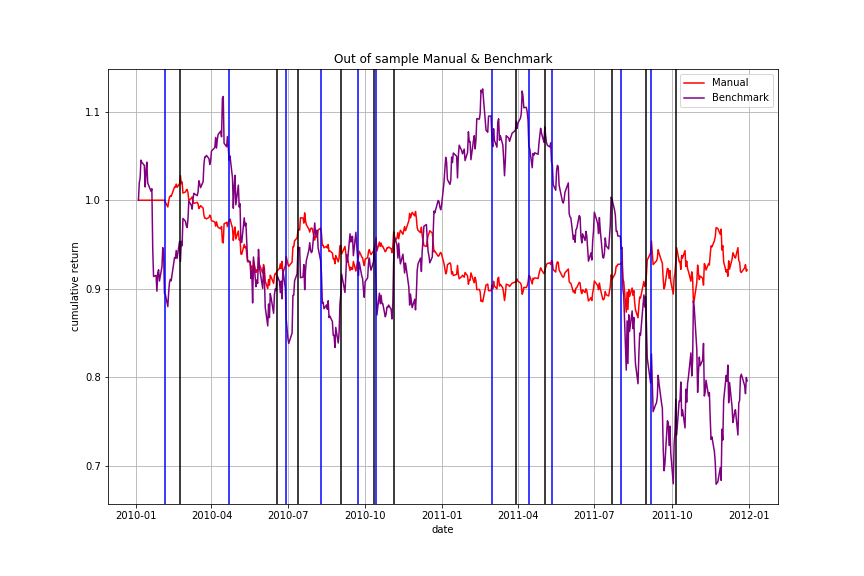 Out of sample Manual & Benchmark
Manual
Benchmark
cumulative return
1.1
1.0
0.9
0.8
0.7
2010-01 2010-04 2010-07 2010-10 2011-01 2011-04 2011-07 2011-10 2012-01
date